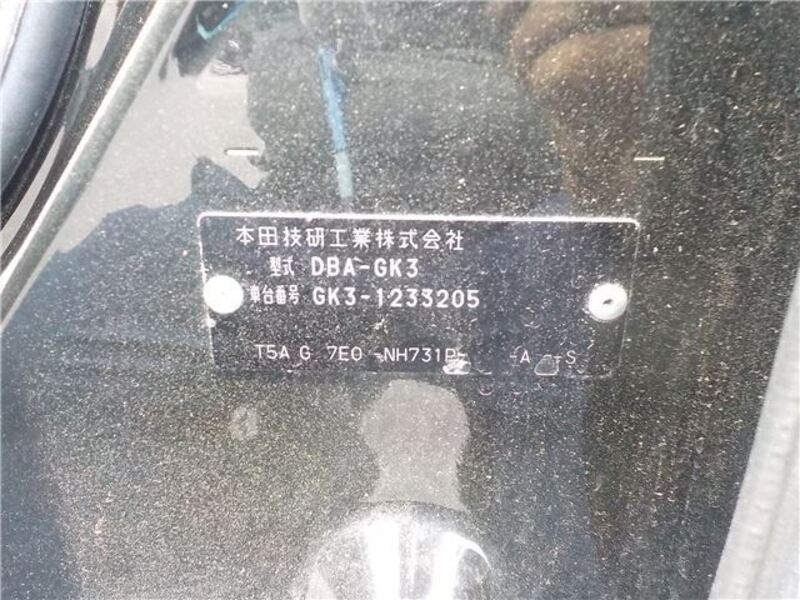 本田技研工業株式会社
型式 DBA-GK3
車台番号 GK3-1233205
T5A G 7E0 -NH731P- -A --S